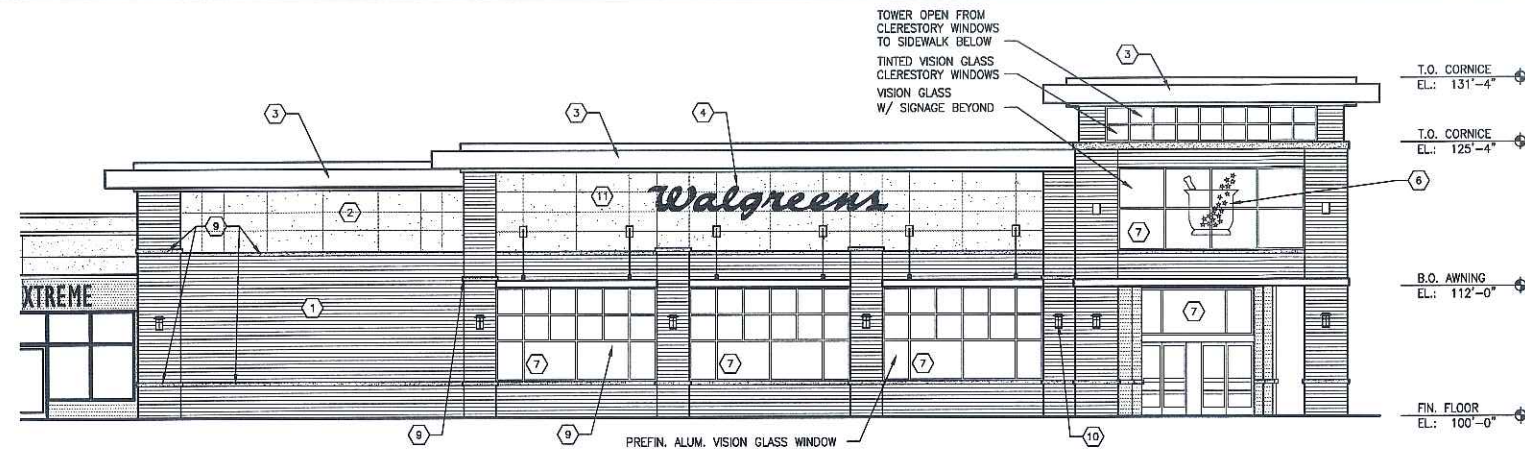 TOWER OPEN FROM
CLERESTORY WINDOWS
TO SIDEWALK BELOW
TINTED VISION GLASS
CLERESTORY WINDOWS
VISION GLASS
W/ SIGNAGE BEYOND
3
T.O. CORNICE
EL.: 131'-4"
3
3
4
T.O. CORNICE
EL.: 125'-4"
6
11
Walgreens
2
9
7
B.O. AWNING
EL.: 112'-0"
XTREME
1
7
7
7
7
9
9
PREFIN. ALUM. VISION GLASS WINDOW
10
FIN. FLOOR
EL.: 100'-0"